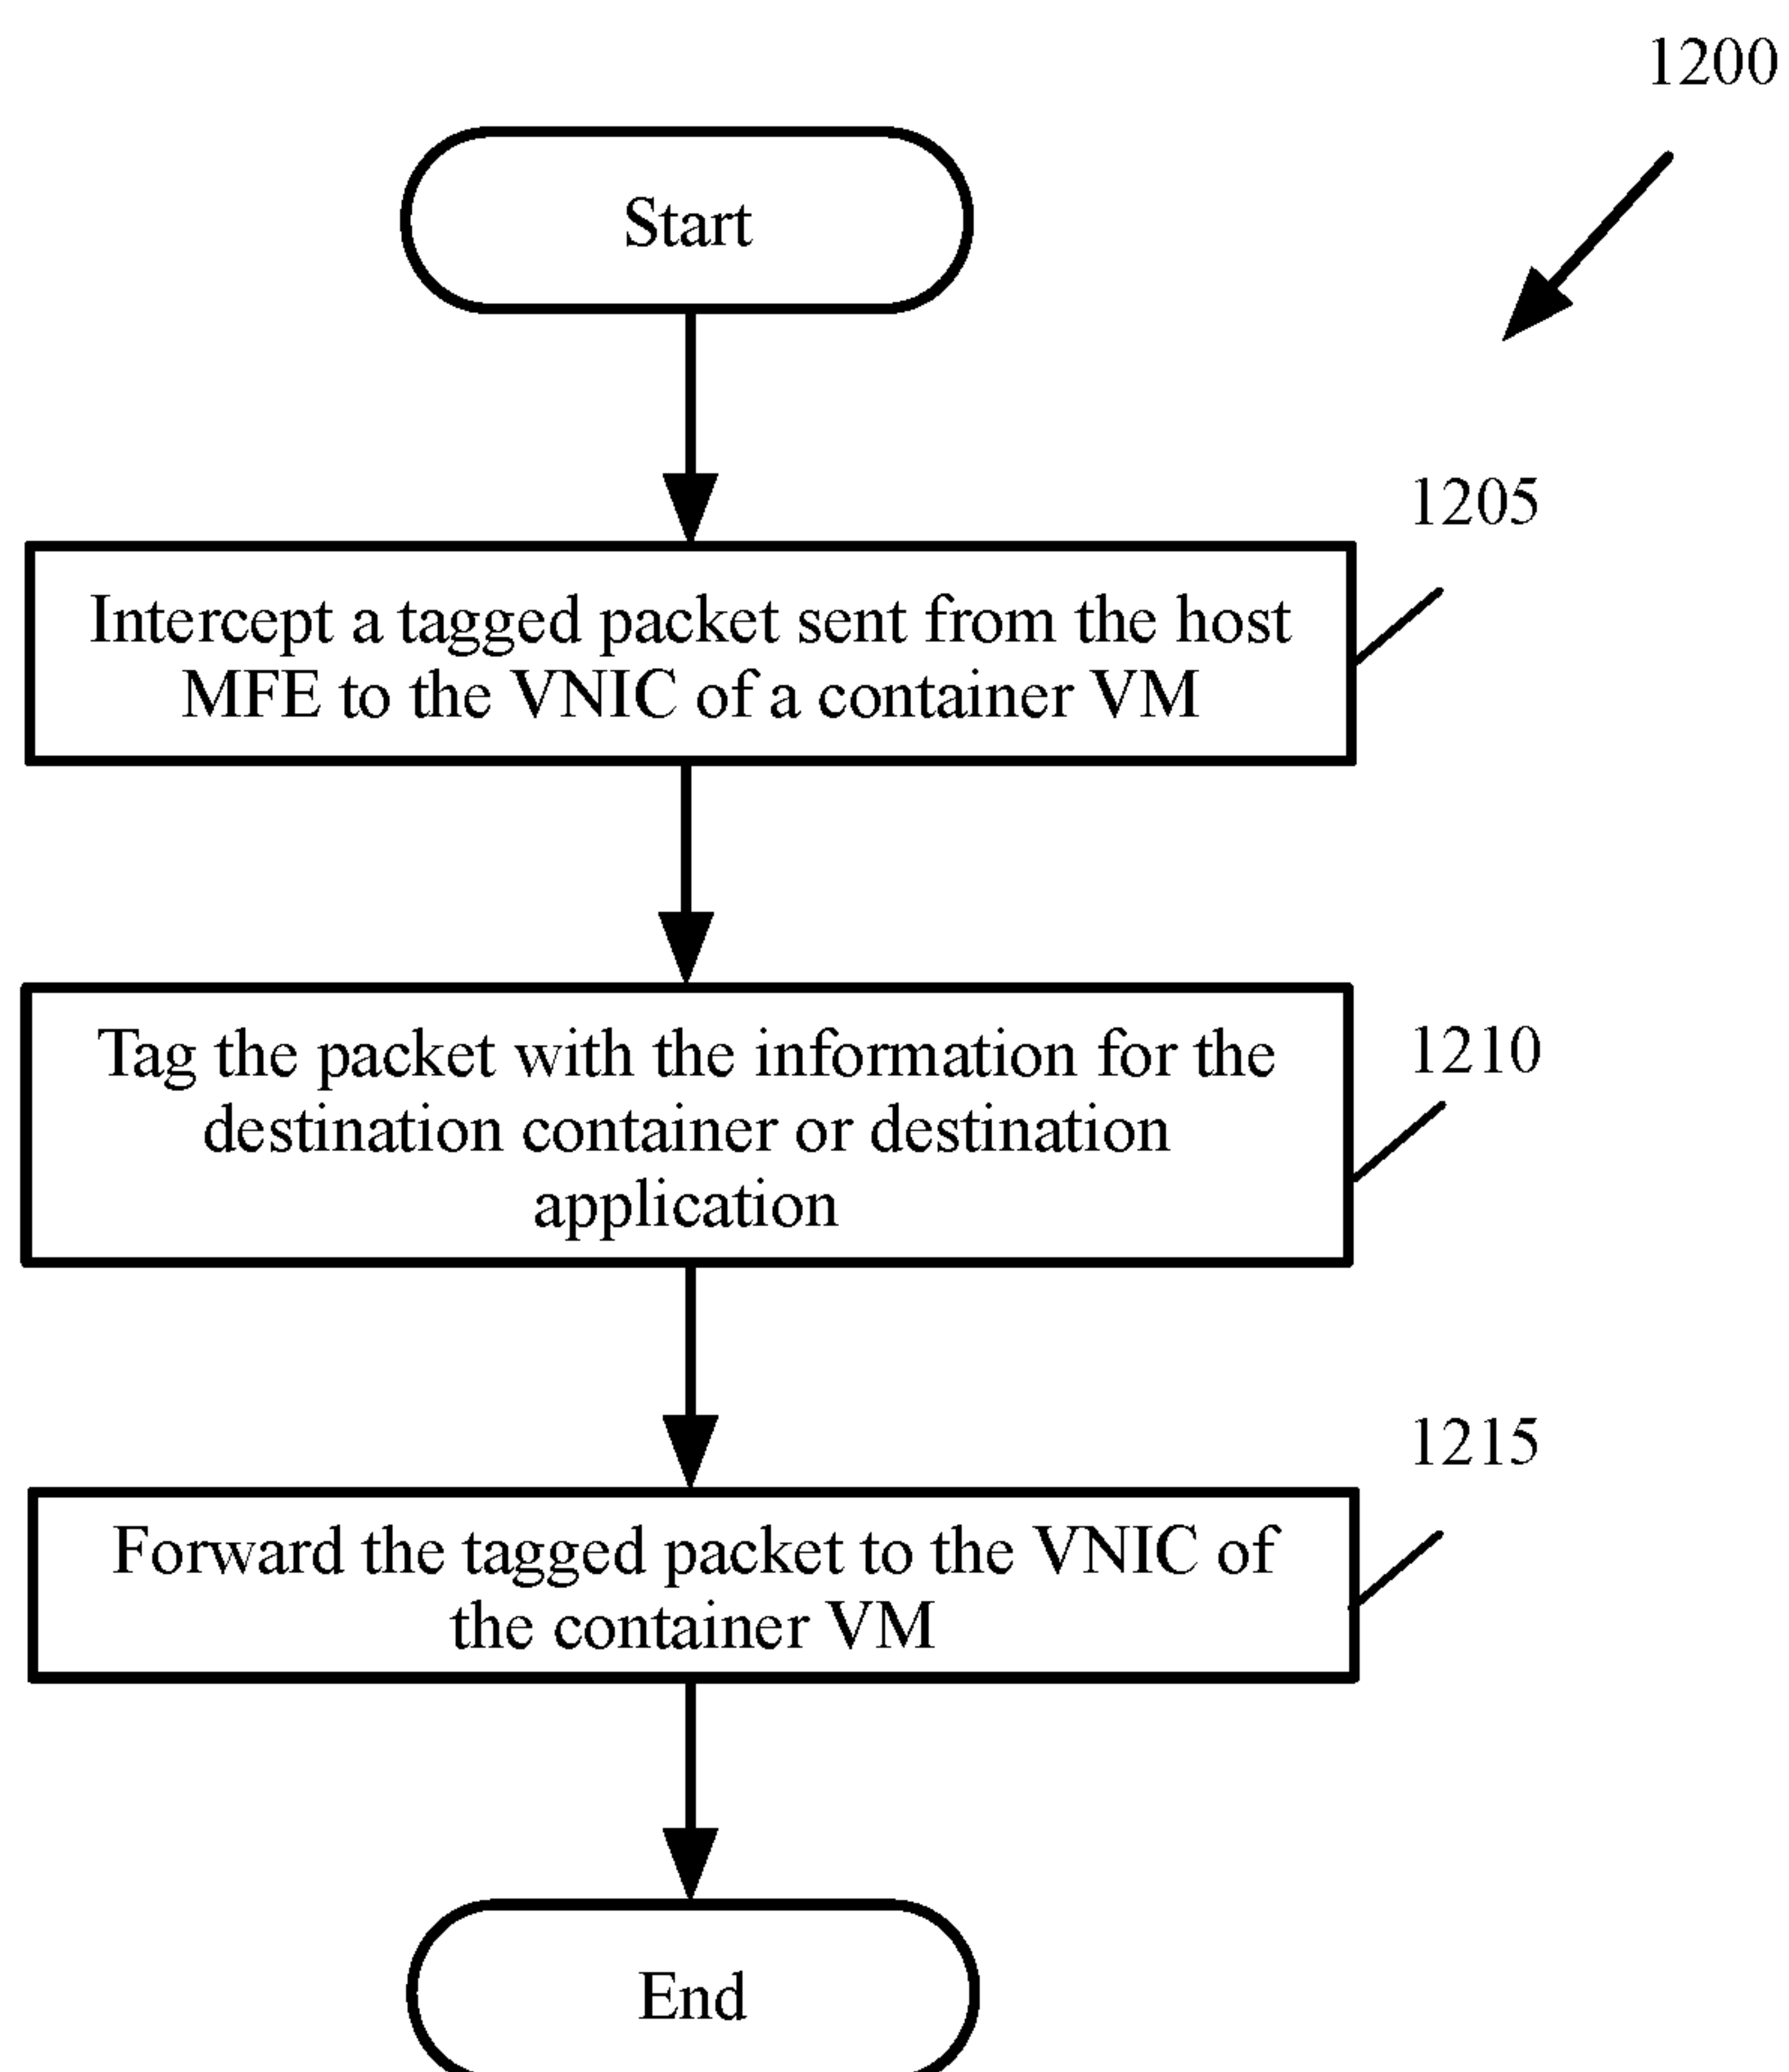 1200
Start
1205
Intercept a tagged packet sent from the host
MFE to the VNIC of a container VM
Tag the packet with the information for the
1210
destination container or destination
application
1215
Forward the tagged packet to the VNIC of
the container VM
End